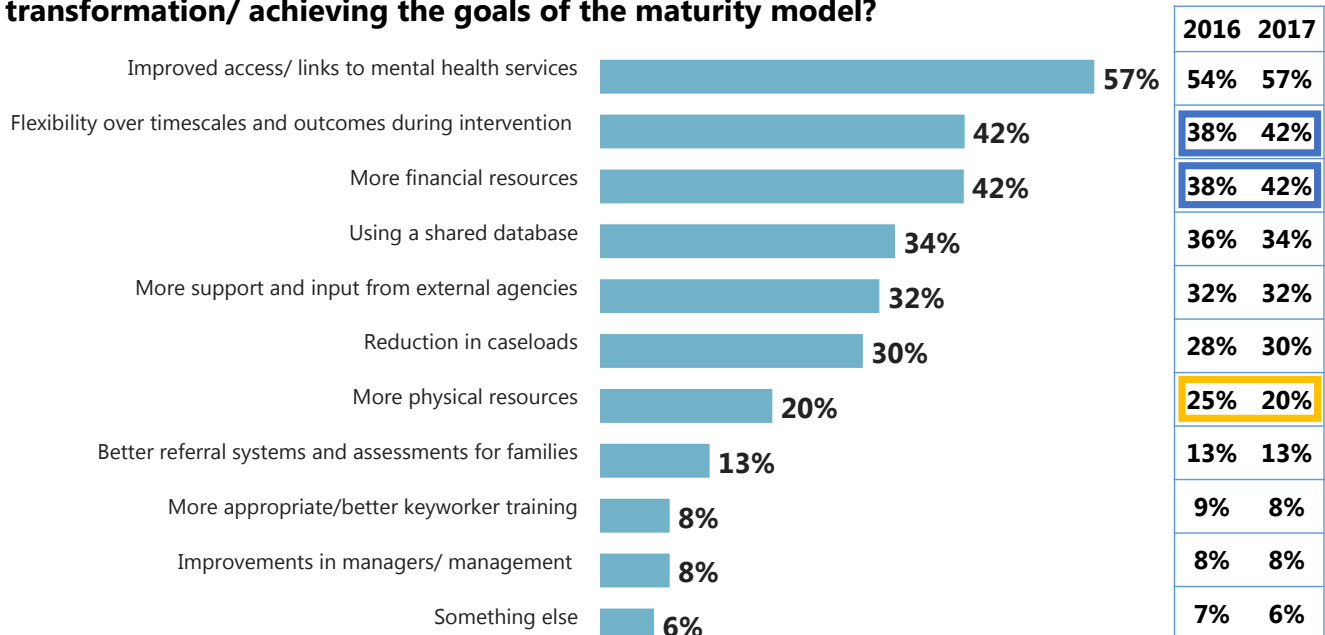 transformation/ achieving the goals of the maturity model?
2016 2017
Improved access/ links to mental health services 57% 54% 57%
Flexibility over timescales and outcomes during intervention 42% 38% 42%
More financial resources 42% 38% 42%
Using a shared database 34% 36% 34%
More support and input from external agencies 32% 32% 32%
Reduction in caseloads 30% 28% 30%
More physical resources 20% 25% 20%
Better referral systems and assessments for families 13% 13% 13%
More appropriate/better keyworker training 8% 9% 8%
Improvements in managers/ management 8% 8% 8%
Something else 6% 7% 6%